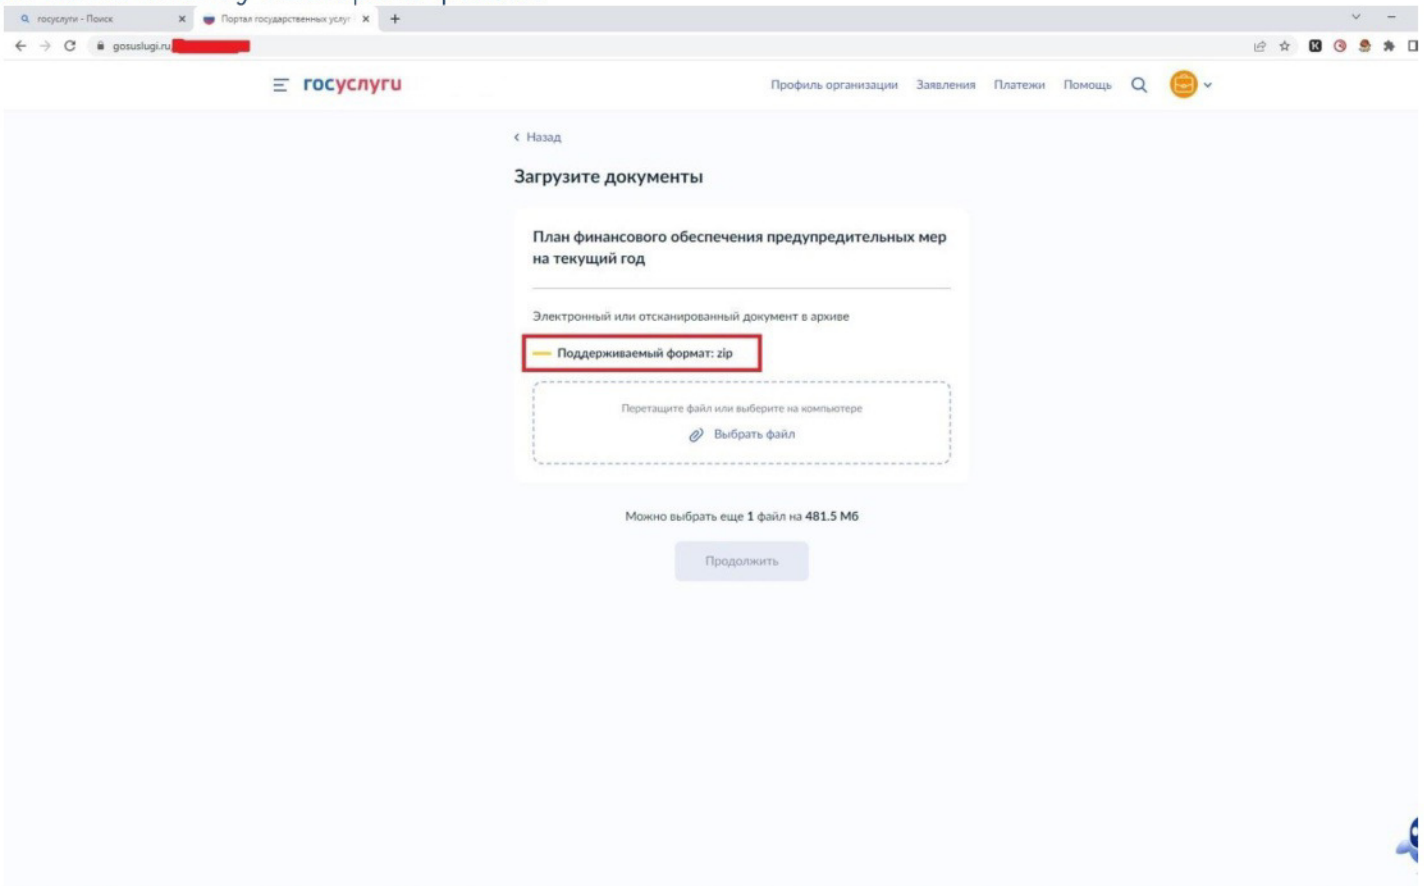 госуслуги - Поиск
Портал государственных услуг
gosuslugi.ru
госуслуги
Профиль организации Заявления Платежи Помощь
Назад
Загрузите документы
План финансового обеспечения предупредительных мер
на текущий год
Электронный или отсканированный документ в архиве
Поддерживаемый формат: zip
Перетащите файл или выберите на компьютере
Выбрать файл
Можно выбрать еще 1 файл на 481.5 Мб
Продолжить